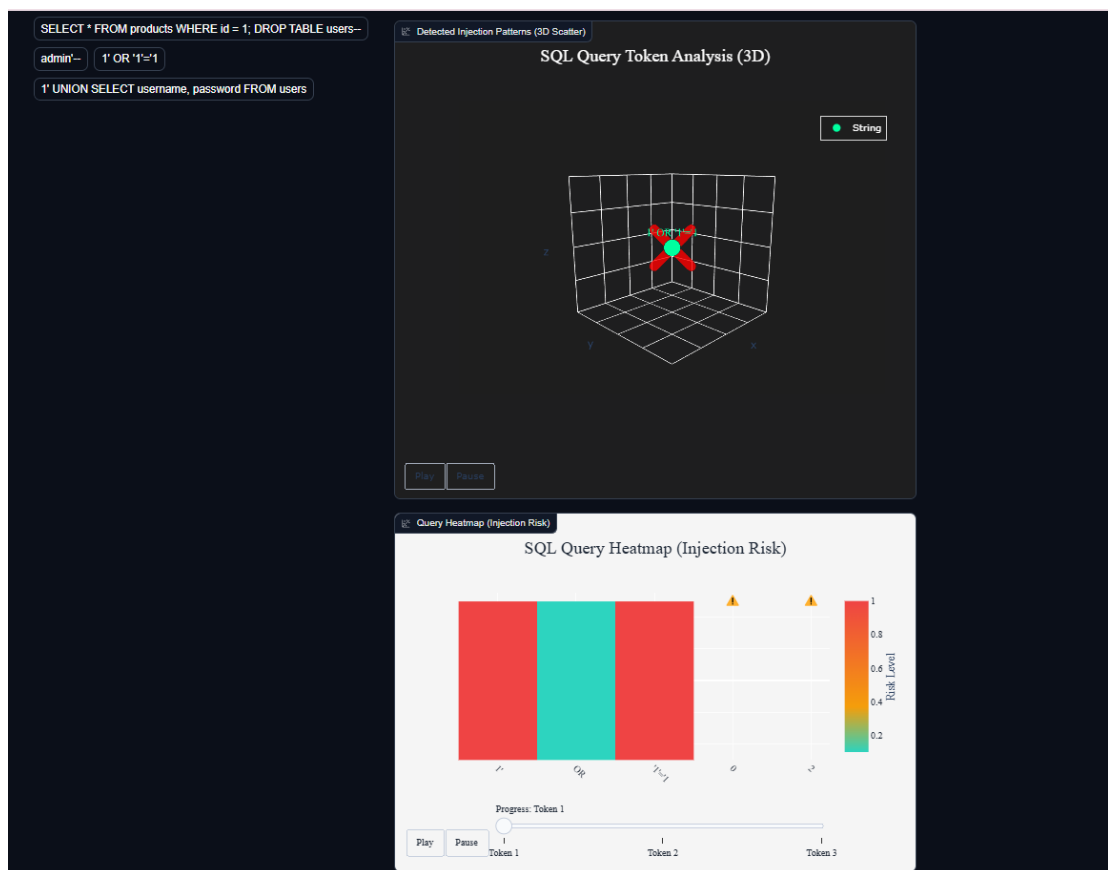 SELECT * FROM products WHERE id = 1; DROP TABLE users--
admin'-- 1' OR '1'='1
1' UNION SELECT username, password FROM users
Detected Injection Patterns (3D Scatter)
SQL Query Token Analysis (3D)
String
z
y
x
Play Pause
Query Heatmap (Injection Risk)
SQL Query Heatmap (Injection Risk)
1
0.8
0.6
0.4
0.2
Risk Level
1' OR '1'='1 0 2
Progress: Token 1
Play Pause
Token 1 Token 2 Token 3